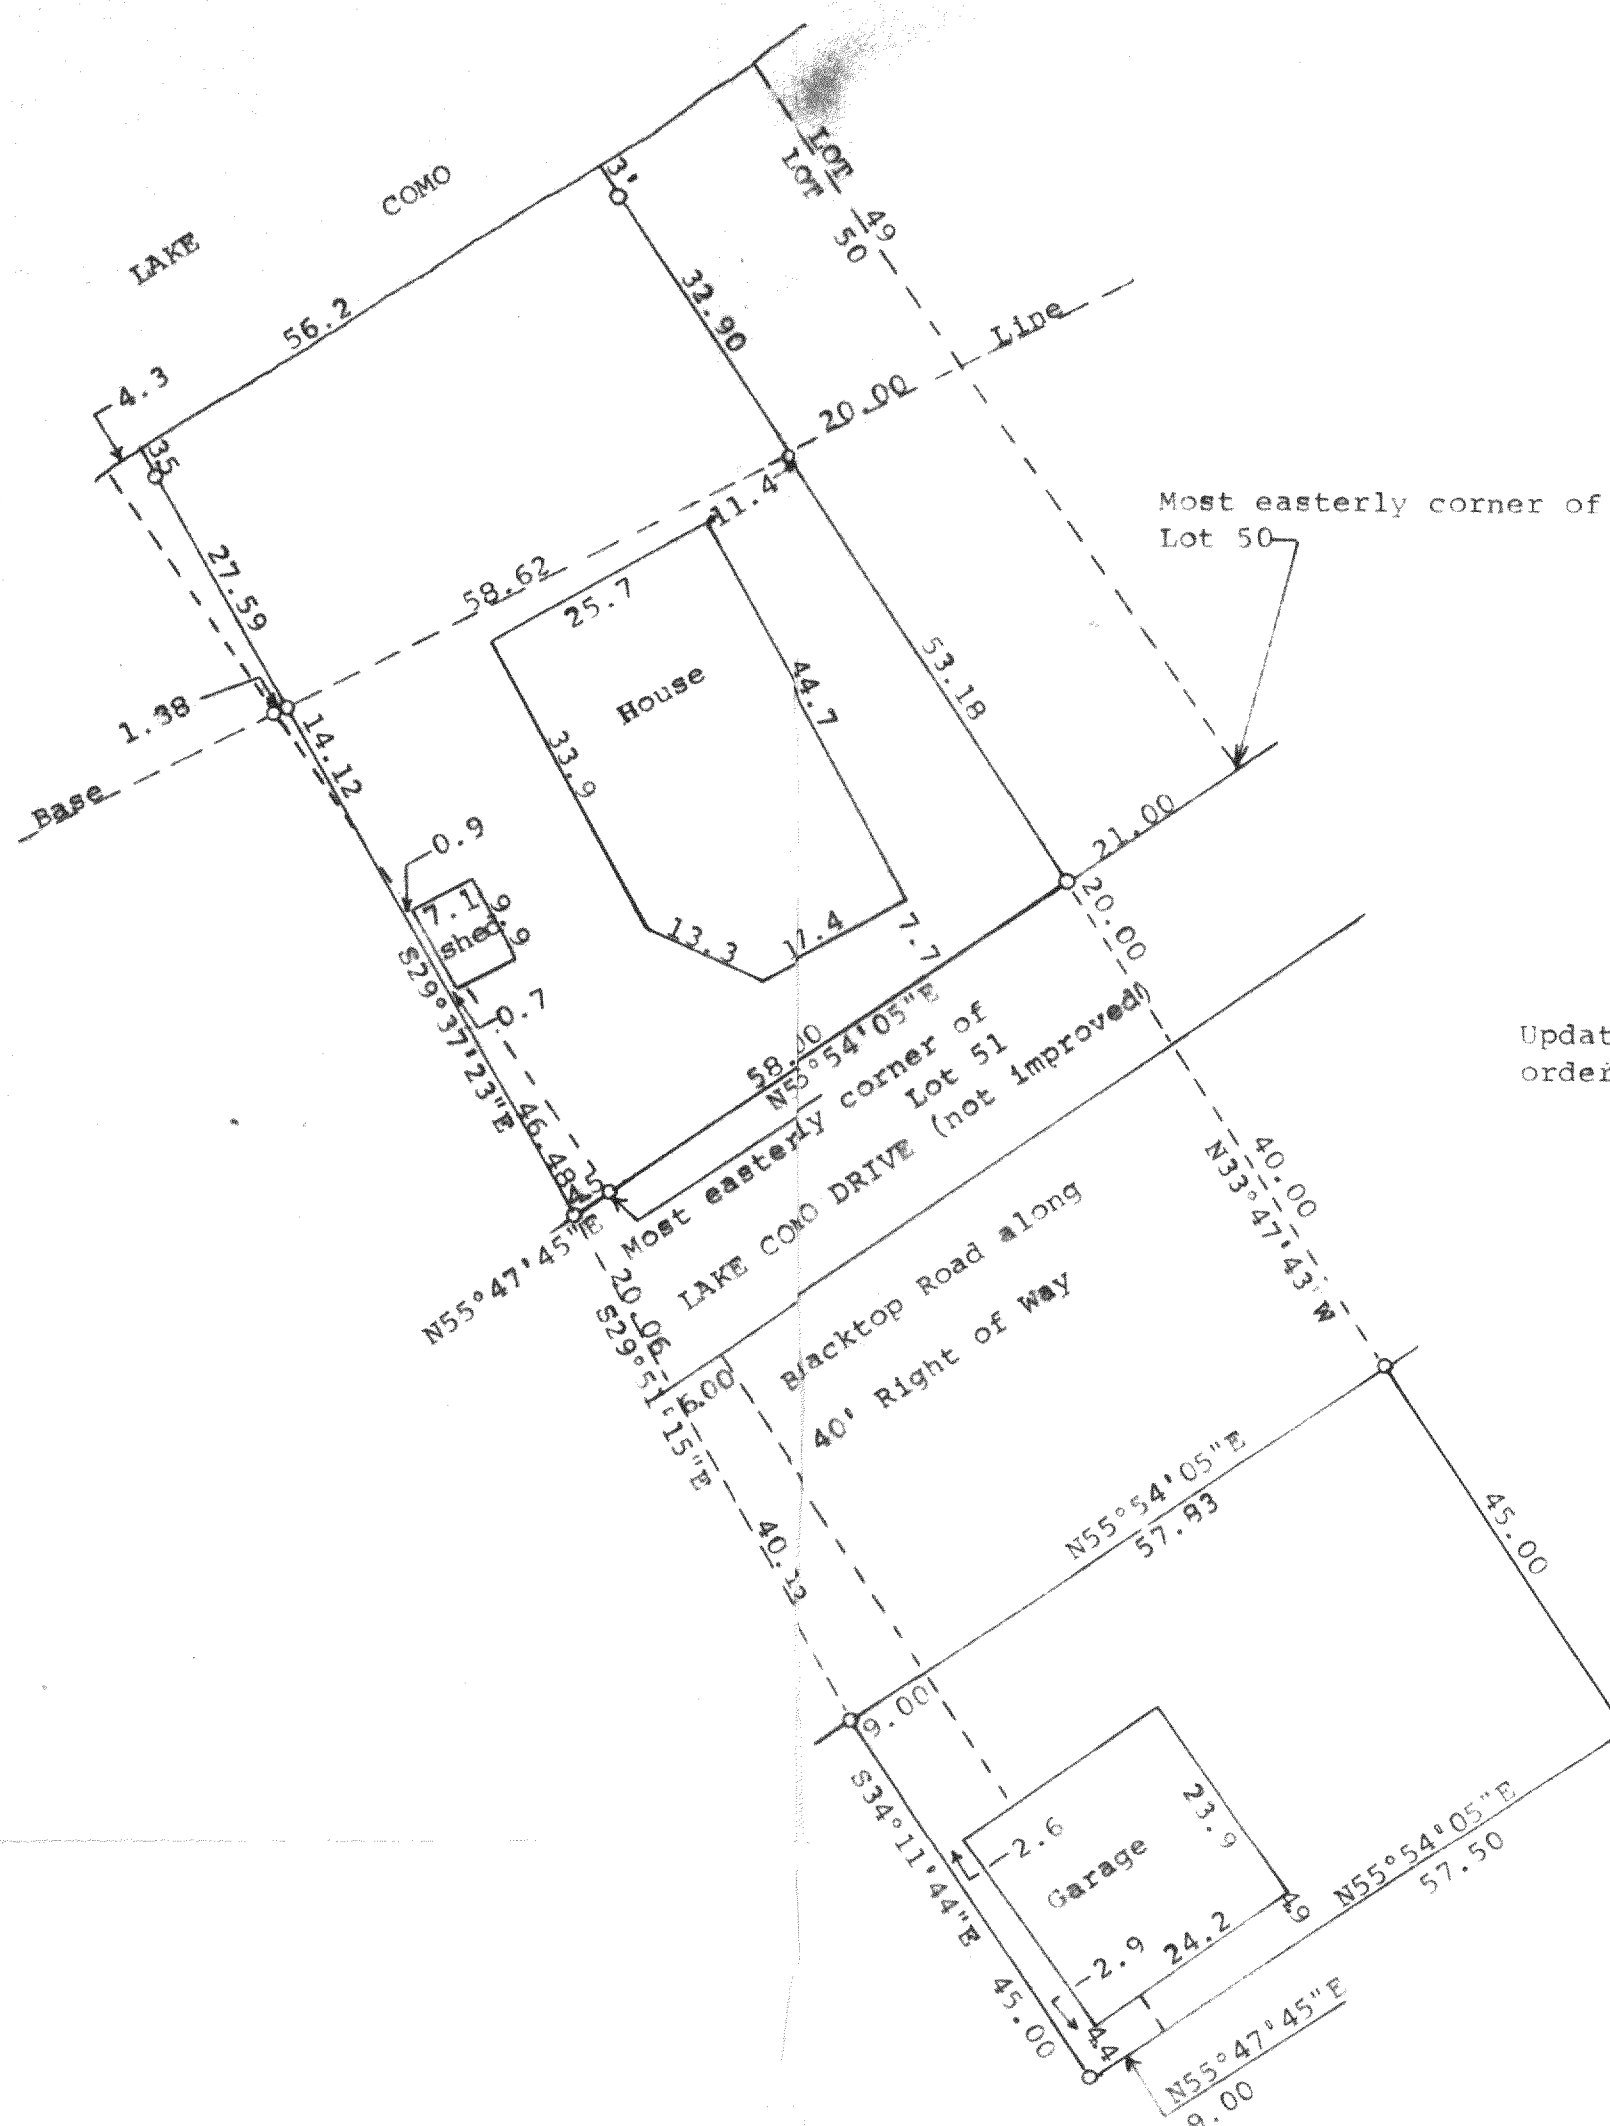 LAKE COMO
3'
LOT 49
LOT 50
32.90
56.2
4.3
35
Line
20.00
11.4
Most easterly corner of
Lot 50
27.59
58.62
25.7
House
44.7
53.18
33.9
1.38
14.12
Base
0.9
7.1
9.9
shed
13.3
17.4
7.7
21.00
20.00
S29°37'23"E
0.7
46.48
4.5
58.00
N55°54'05"E
Most easterly corner of
Lot 51
LAKE COMO DRIVE (not improved)
Updat
order
N55°47'45"E
20.06
S29°51'15"E
6.00
Blacktop Road along
40' Right of Way
40.00
N33°47'43"W
N55°54'05"E
57.83
45.00
9.00
S34°11'44"E
45.00
2.6
23.9
Garage
2.9
24.2
4.9
4.4
N55°54'05"E
57.50
N55°47'45"E
9.00